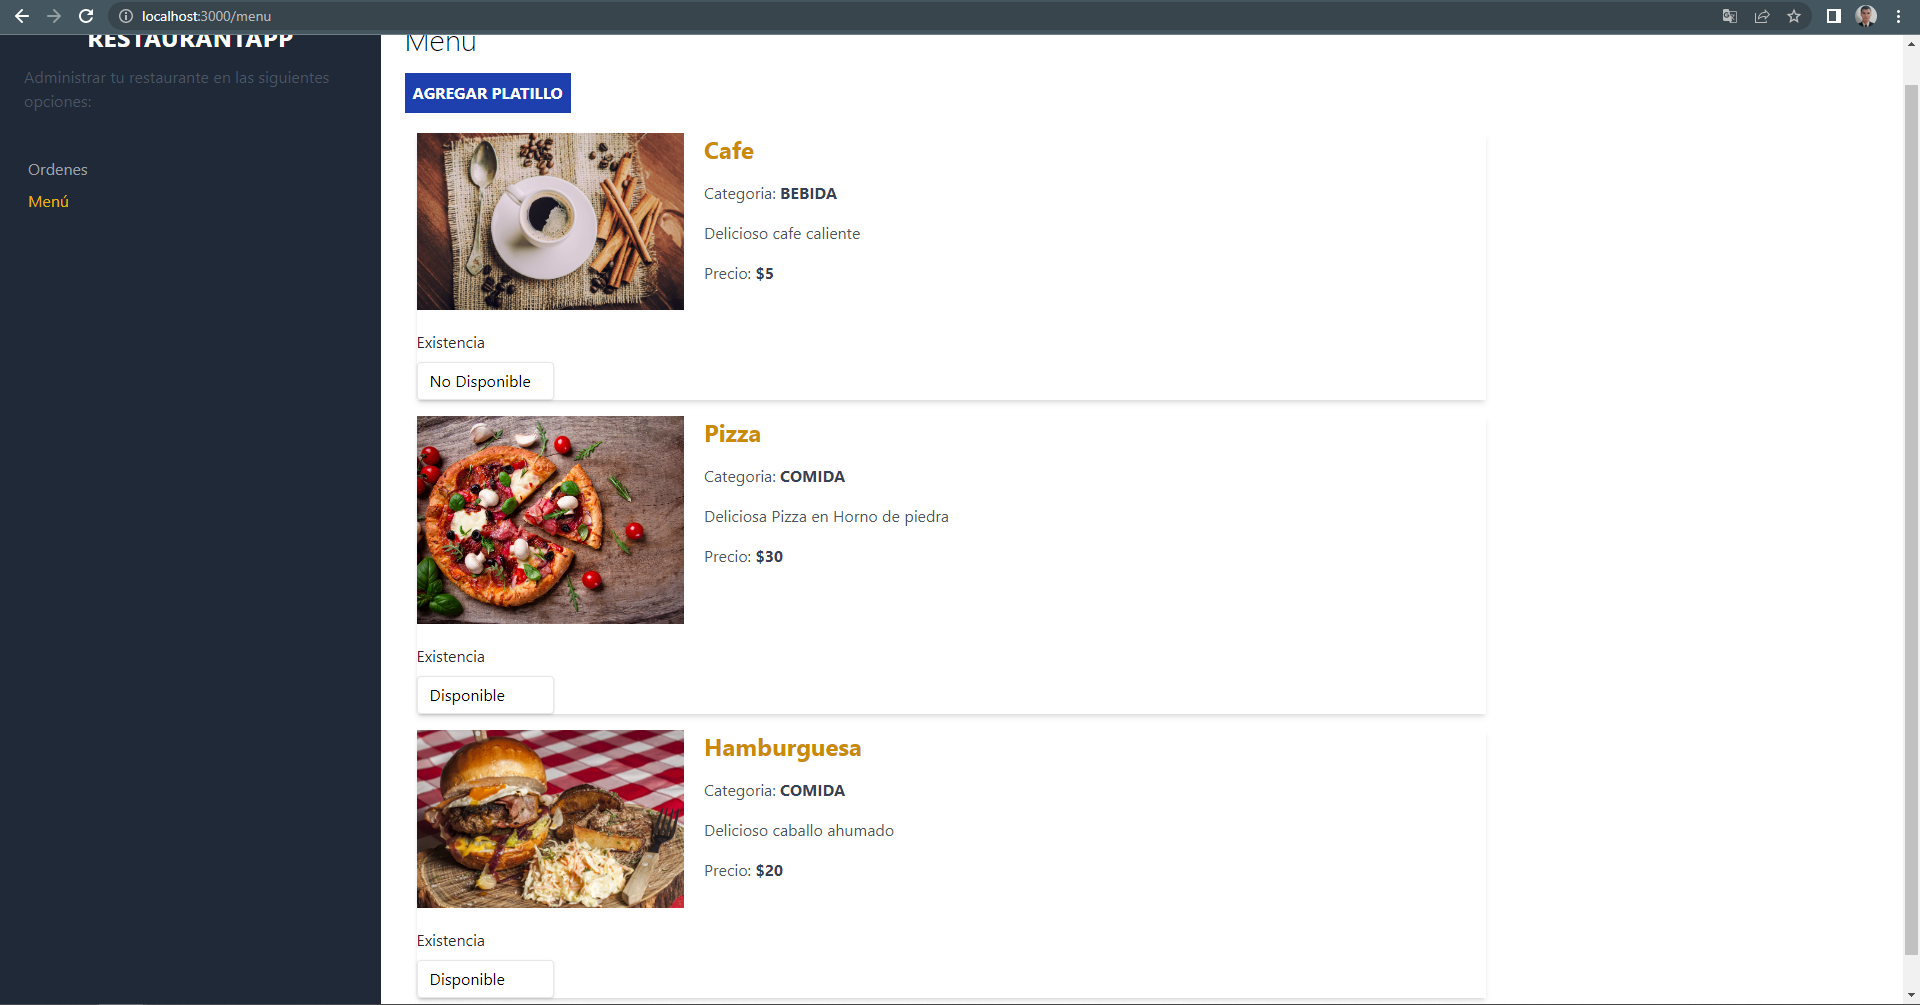 localhost:3000/menu
RESTAURANTAPP
Administrar tu restaurante en las siguientes
opciones:
Ordenes
Menú
Menú
AGREGAR PLATILLO
Cafe
Categoria: BEBIDA
Delicioso cafe caliente
Precio: $5
Existencia
No Disponible
Pizza
Categoria: COMIDA
Deliciosa Pizza en Horno de piedra
Precio: $30
Existencia
Disponible
Hamburguesa
Categoria: COMIDA
Delicioso caballo ahumado
Precio: $20
Existencia
Disponible